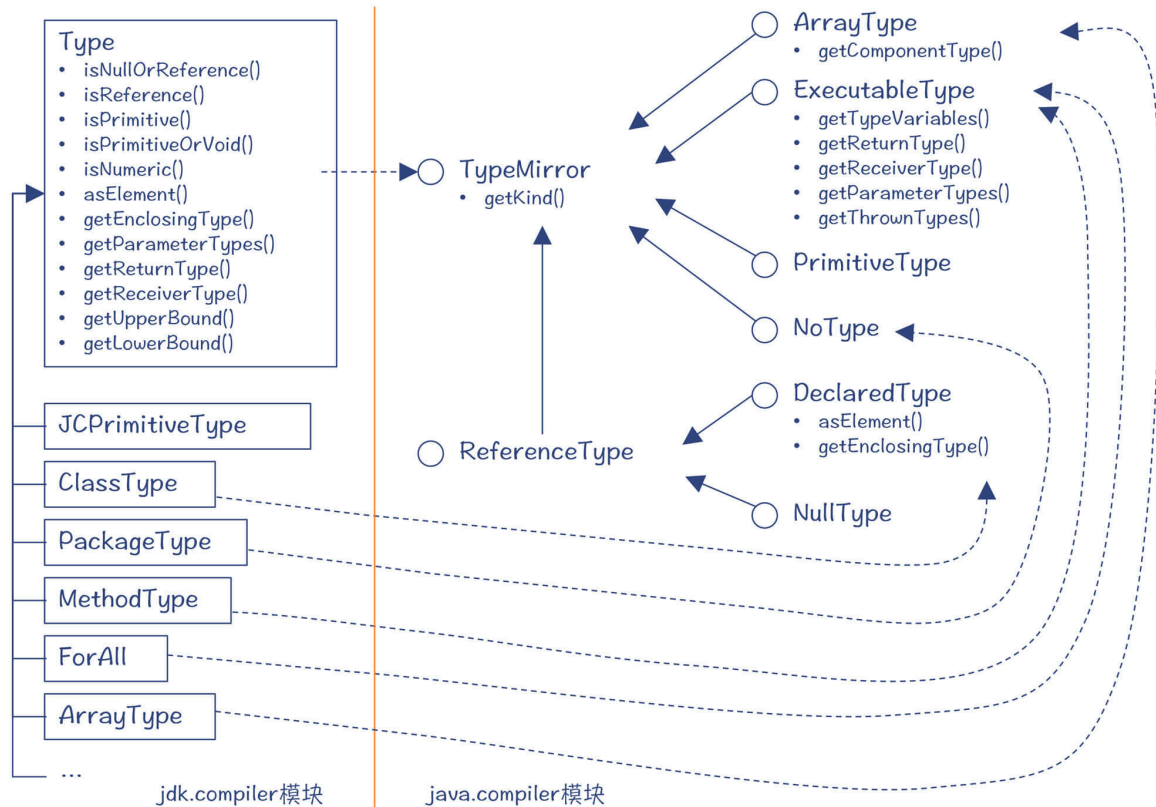 Type
• isNullOrReference()
• isReference()
• isPrimitive()
• isPrimitiveOrVoid()
• isNumeric()
• asElement()
• getEnclosingType()
• getParameterTypes()
• getReturnType()
• getReceiverType()
• getUpperBound()
• getLowerBound()
JCPrimitiveType
ClassType
PackageType
MethodType
ForAll
ArrayType
...
jdk.compiler模块
TypeMirror
• getKind()
ReferenceType
ArrayType
• getComponentType()
ExecutableType
• getTypeVariables()
• getReturnType()
• getReceiverType()
• getParameterTypes()
• getThrownTypes()
PrimitiveType
NoType
DeclaredType
• asElement()
• getEnclosingType()
NullType
java.compiler模块